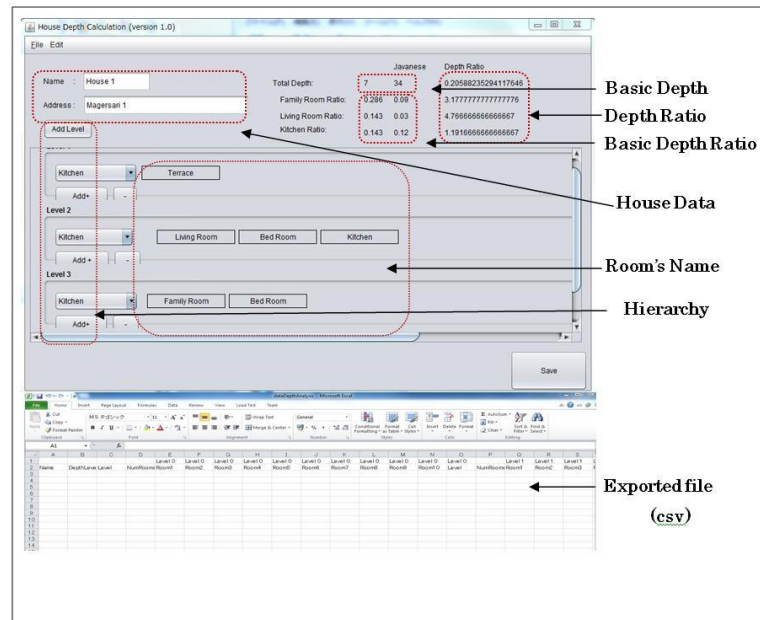 House Depth Calculation (version 1.0)
File Edit
Javanese Depth Ratio
Name : House 1
Total Depth: 7 34 0.20588235294117646
Basic Depth
Family Room Ratio: 0.286 0.09 3.1777777777777776
Address : Magersari 1
Living Room Ratio: 0.143 0.03 4.766666666666667
Depth Ratio
Kitchen Ratio: 0.143 0.12 1.1916666666666667
Basic Depth Ratio
Add Level
Kitchen Terrace
Add+ -
House Data
Level 2
Kitchen Living Room Bed Room Kitchen
Add + -
Room's Name
Level 3
Kitchen Family Room Bed Room
Hierarchy
Add+ -
Save
File Home Insert Page Layout Formulas Data Review View Load Test Team
Cut
Copy
Format Painter
Wrap Text
General
Merge & Center
Conditional Formatting
Format as Table
Cell Styles
Insert Delete Format
AutoSum
Fill
Clear
Sort & Filter
Find & Select
Clipboard Font Alignment Number Styles Cells Editing
A1
A B C D E F G H I J K L M N O P Q R S
Level 0 Level 0 Level 0 Level 0 Level 0 Level 0 Level 0 Level 0 Level 0 Level 0 Level 1 Level 1 Level 1
Name DepthLeve Level NumRooms Room1 Room2 Room3 Room4 Room5 Room6 Room7 Room8 Room9 Room10 Level NumRooms Room1 Room2 Room3
Exported file
(csv)